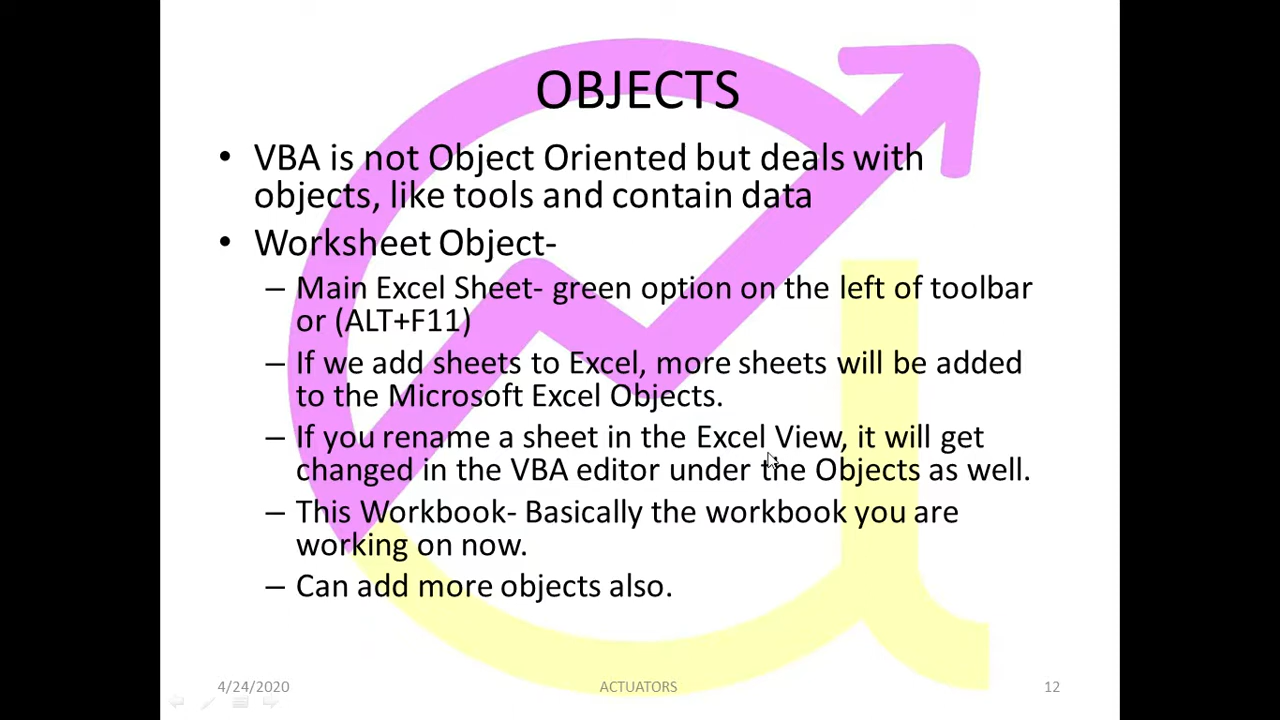 OBJECTS
• VBA is not Object Oriented but deals with
objects, like tools and contain data
• Worksheet Object-
– Main Excel Sheet- green option on the left of toolbar
or (ALT+F11)
– If we add sheets to Excel, more sheets will be added
to the Microsoft Excel Objects.
– If you rename a sheet in the Excel View, it will get
changed in the VBA editor under the Objects as well.
– This Workbook- Basically the workbook you are
working on now.
– Can add more objects also.
4/24/2020 ACTUATORS 12